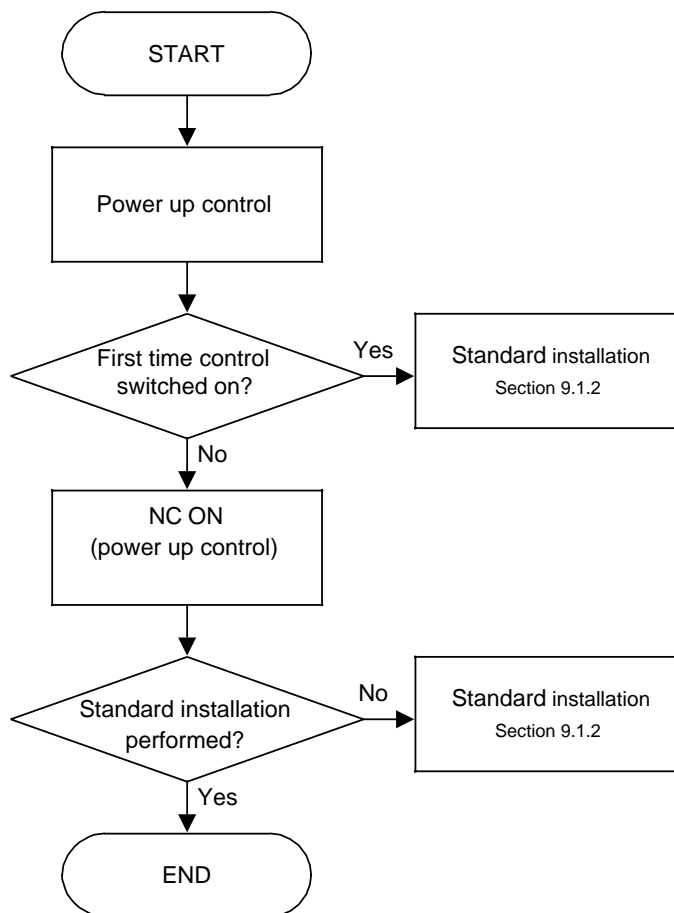 START
Power up control
First time control
switched on?
Yes
Standard installation
Section 9.1.2
No
NC ON
(power up control)
Standard installation
performed?
No
Standard installation
Section 9.1.2
Yes
END